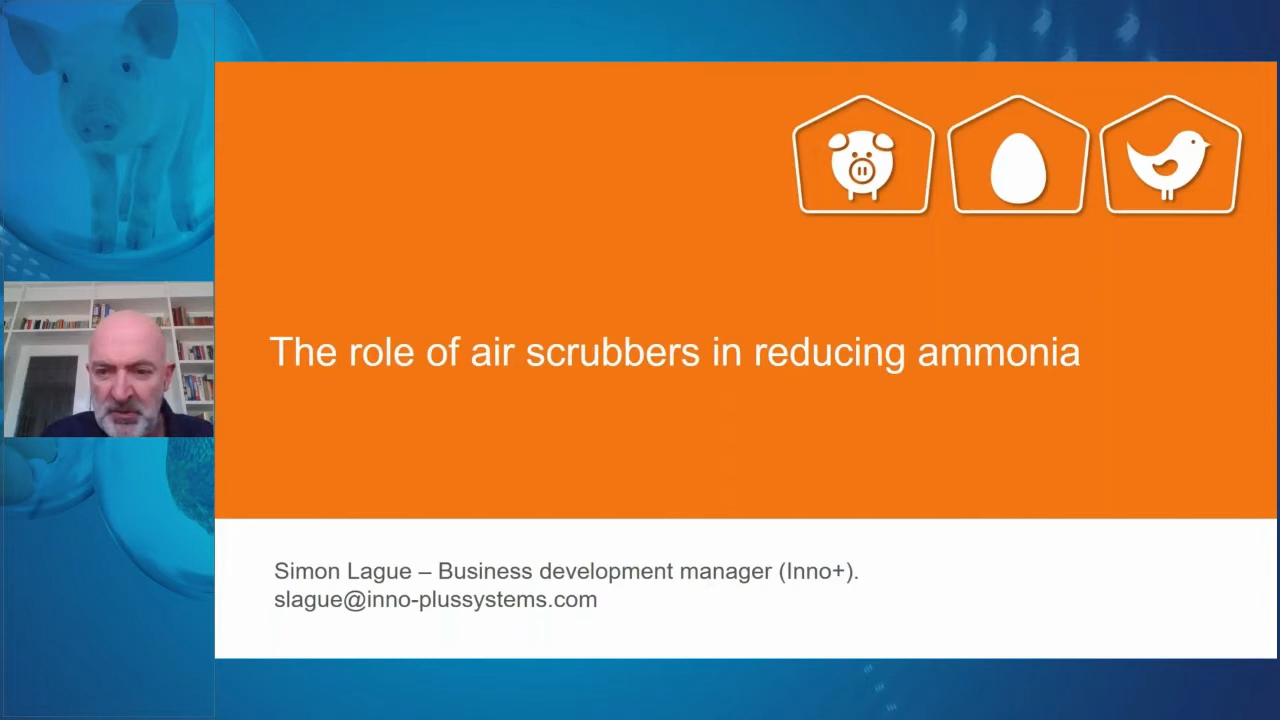 The role of air scrubbers in reducing ammonia
Simon Lague – Business development manager (Inno+).
slague@inno-plussystems.com